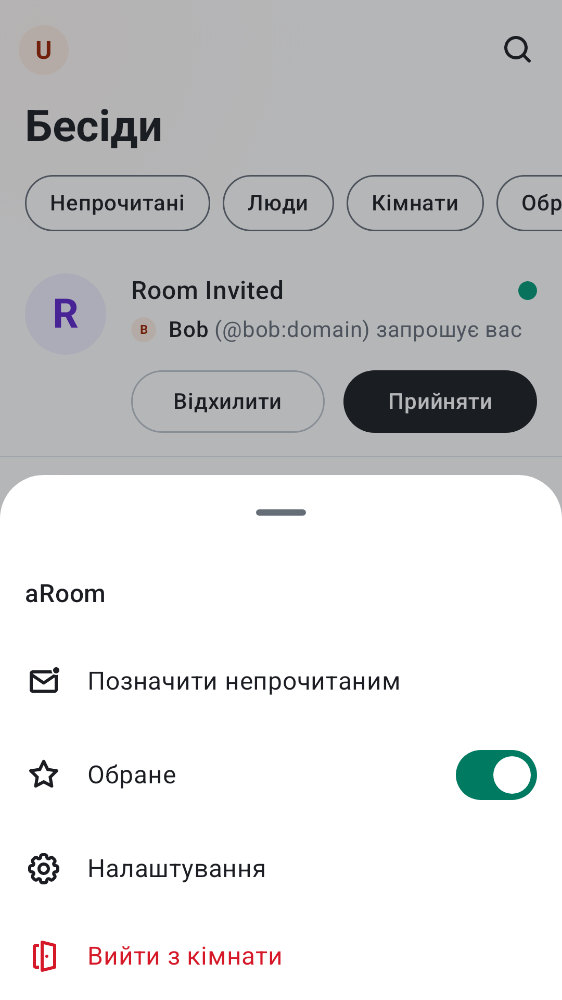 U
Бесіди
Непрочитані
Люди
Кімнати
Обр
R
Room Invited
B
Bob (@bob:domain) запрошує вас
Відхилити
Прийняти
aRoom
Позначити непрочитаним
Обране
Налаштування
Вийти з кімнати